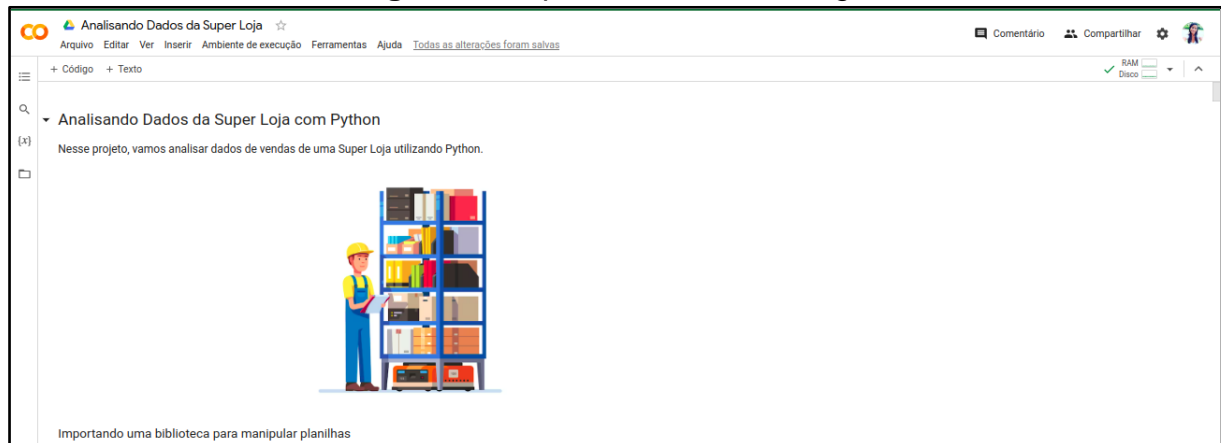 Analisando Dados da Super Loja
Arquivo Editar Ver Inserir Ambiente de execução Ferramentas Ajuda Todas as alterações foram salvas
Comentário Compartilhar
+ Código + Texto
RAM
Disco
{x}
Analisando Dados da Super Loja com Python
Nesse projeto, vamos analisar dados de vendas de uma Super Loja utilizando Python.
Importando uma biblioteca para manipular planilhas